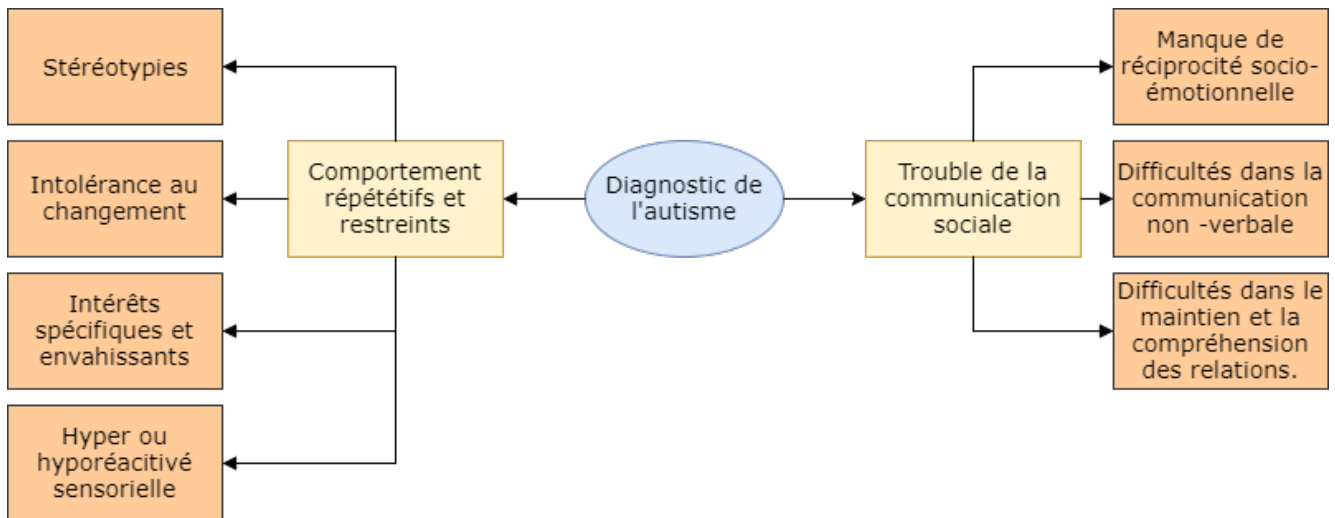 Stéréotypies
Intolérance au
changement
Intérêts
spécifiques et
envahissants
Hyper ou
hyporéacitivé
sensorielle
Comportement
répététifs et
restreints
Diagnostic de
l'autisme
Trouble de la
communication
sociale
Manque de
réciprocité socio-
émotionnelle
Difficultés dans la
communication
non -verbale
Difficultés dans le
maintien et la
compréhension
des relations.